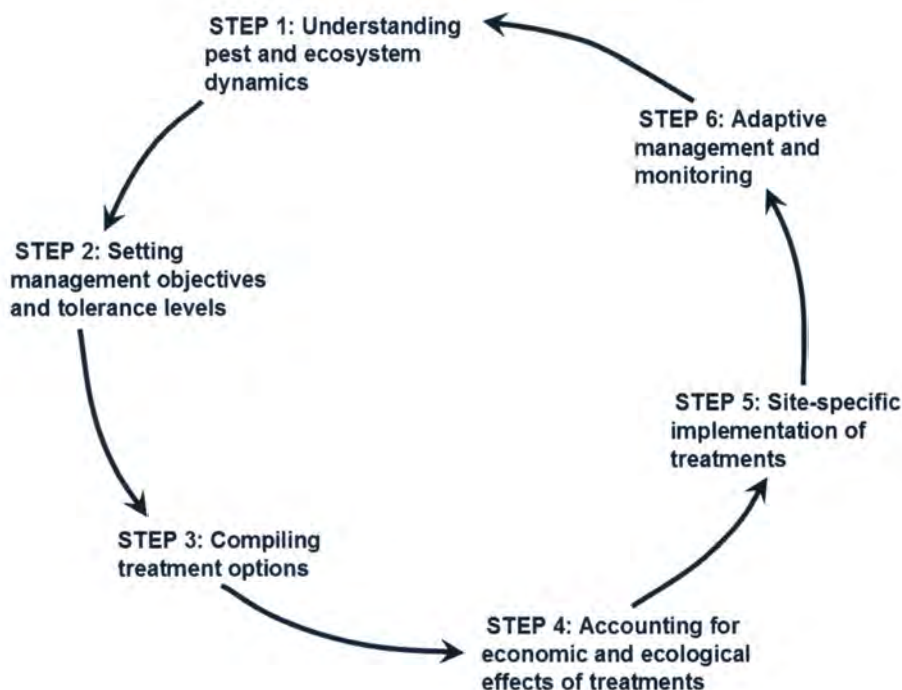 STEP 1: Understanding
pest and ecosystem
dynamics
STEP 2: Setting
management objectives
and tolerance levels
STEP 3: Compiling
treatment options
STEP 4: Accounting for
economic and ecological
effects of treatments
STEP 5: Site-specific
implementation of
treatments
STEP 6: Adaptive
management and
monitoring